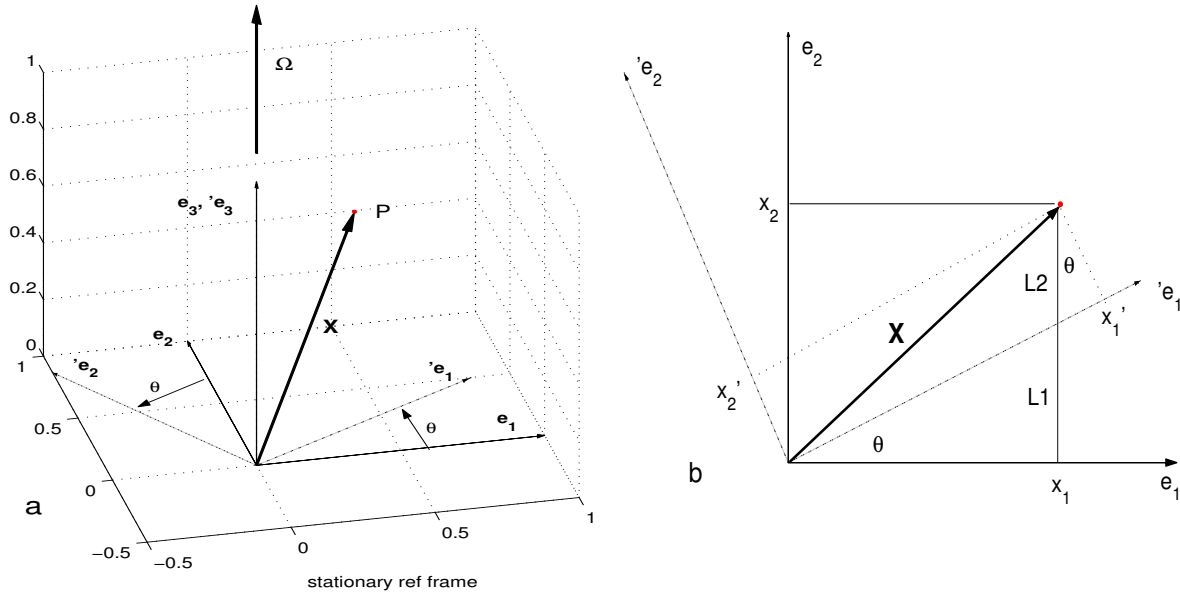 Ω
1
0.8
0.6
0.4
0.2
0
e3, 'e3
P
X
e2
'e2
θ
'e1
θ
e1
1
0.5
0
−0.5
−0.5
0
0.5
1
a
stationary ref frame
'e2
e2
x2
L2
θ
'e1
x1'
X
x2'
L1
θ
b
x1
e1